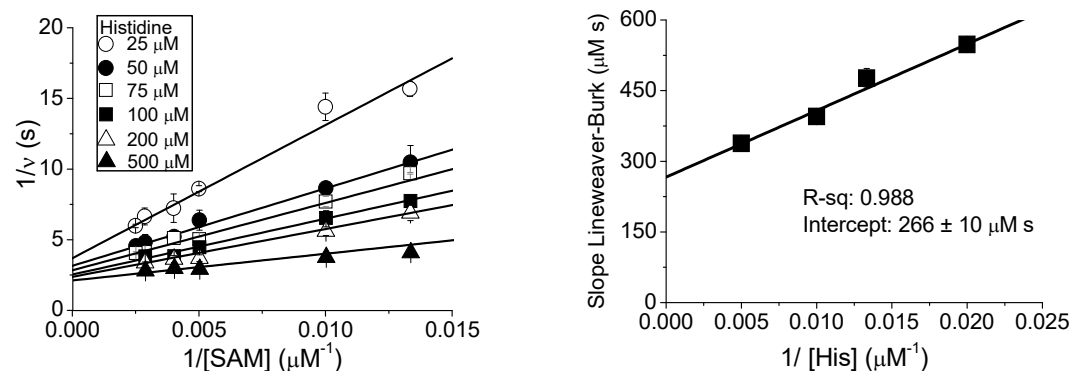 20
15
10
5
0
1/ν (s)
Histidine
25 μM
50 μM
75 μM
100 μM
200 μM
500 μM
0.000 0.005 0.010 0.015
1/[SAM] (μM⁻¹)
600
450
300
150
0
Slope Lineweaver-Burk (μM s)
R-sq: 0.988
Intercept: 266 ± 10 μM s
0.000 0.005 0.010 0.015 0.020 0.025
1/ [His] (μM⁻¹)